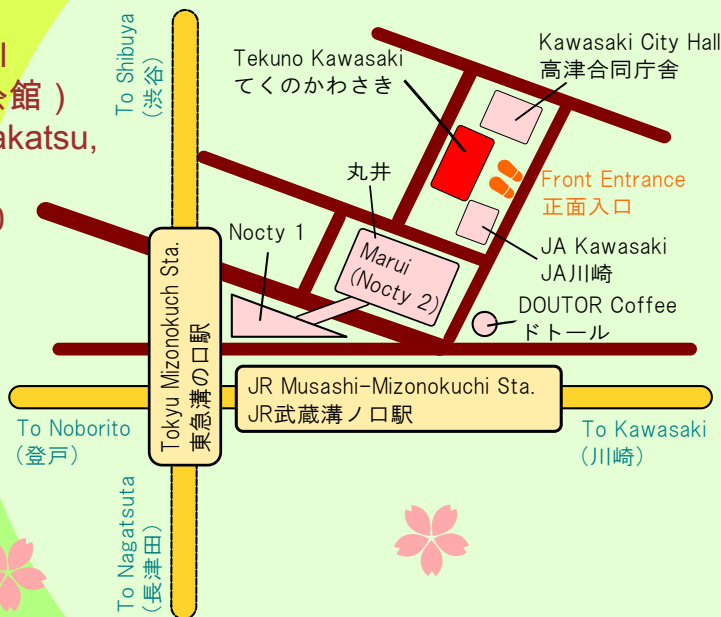 l
会館 )
akatsu,
To Shibuya
(渋谷)
Tekuno Kawasaki
てくのかわさき
Kawasaki City Hall
高津合同庁舎
丸井
Front Entrance
正面入口
Nocty 1
Marui
(Nocty 2)
JA Kawasaki
JA川崎
DOUTOR Coffee
ドトール
Tokyu Mizonokuch Sta.
東急溝の口駅
JR Musashi-Mizonokuchi Sta.
JR武蔵溝ノ口駅
To Noborito
(登戸)
To Kawasaki
(川崎)
To Nagatsuta
(長津田)